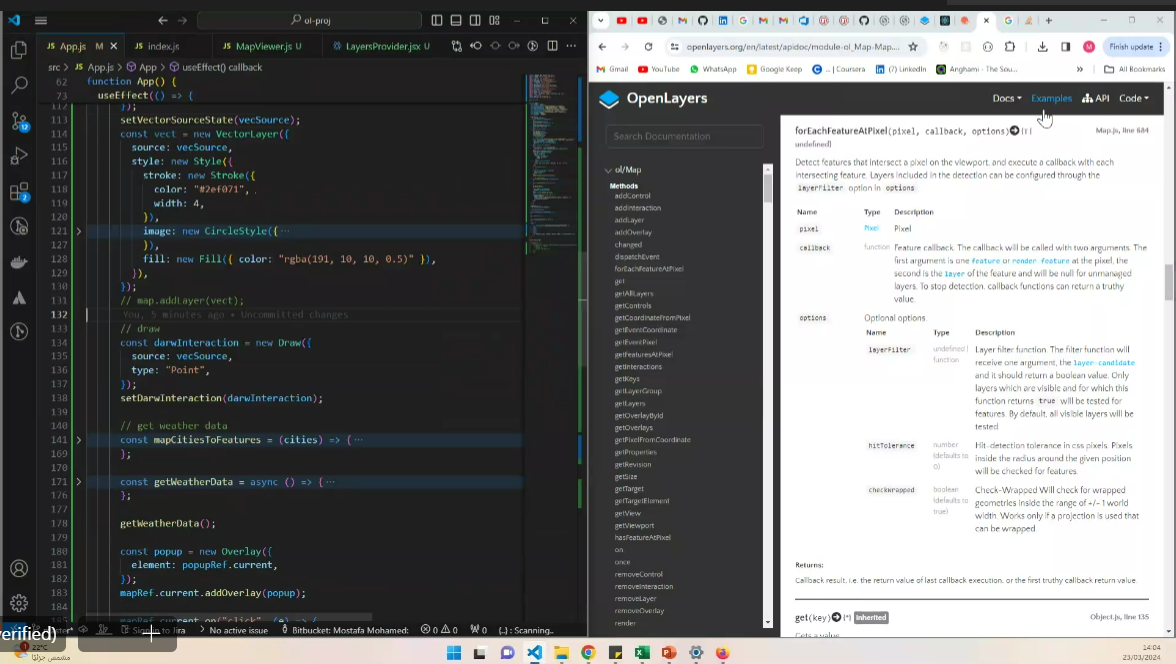 ol-proj
App.js M
index.js
MapViewer.js U
LayersProvider.jsx U
src > App.js > App > useEffect() callback
62 function App() {
73 useEffect(() => {
112 });
113 setVectorSourceState(vecSource);
114 const vect = new VectorLayer({
115 source: vecSource,
116 style: new Style({
117 stroke: new Stroke({
118 color: "#2ef071",
119 width: 4,
120 }),
121 image: new CircleStyle({ ···
127 }),
128 fill: new Fill({ color: "rgba(191, 10, 10, 0.5)" }),
129 }),
130 });
131 // map.addLayer(vect);
132 You, 5 minutes ago • Uncommitted changes
133 // draw
134 const darwInteraction = new Draw({
135 source: vecSource,
136 type: "Point",
137 });
138 setDarwInteraction(darwInteraction);
139
140 // get weather data
141 const mapCitiesToFeatures = (cities) => { ···
169 };
170
171 const getWeatherData = async () => { ···
176 };
177
178 getWeatherData();
179
180 const popup = new Overlay({
181 element: popupRef.current,
182 });
183 mapRef.current.addOverlay(popup);
184
mapRef.current.on("click", (e) => {
No active issue
Bitbucket: Mostafa Mohamed:
0 0
0
Scanning..
erified)
22°C
openlayers.org/en/latest/apidoc/module-ol_Map-Map....
Finish update
Gmail
YouTube
WhatsApp
Google Keep
... | Coursera
(7) LinkedIn
Anghami - The Sou...
All Bookmarks
OpenLayers
Docs
Examples
API
Code
Search Documentation
ol/Map
Methods
addControl
addInteraction
addLayer
addOverlay
changed
dispatchEvent
forEachFeatureAtPixel
get
getAllLayers
getControls
getCoordinateFromPixel
getEventCoordinate
getEventPixel
getFeaturesAtPixel
getInteractions
getKeys
getLayerGroup
getLayers
getOverlayById
getOverlays
getPixelFromCoordinate
getProperties
getRevision
getSize
getTarget
getTargetElement
getView
getViewport
hasFeatureAtPixel
on
once
removeControl
removeInteraction
removeLayer
removeOverlay
render
forEachFeatureAtPixel(pixel, callback, options) {T|
Map.js, line 684
undefined}
Detect features that intersect a pixel on the viewport, and execute a callback with each
intersecting feature. Layers included in the detection can be configured through the
layerFilter option in options.
Name Type Description
pixel Pixel Pixel
callback function Feature callback. The callback will be called with two arguments. The
first argument is one feature or render feature at the pixel, the
second is the layer of the feature and will be null for unmanaged
layers. To stop detection, callback functions can return a truthy
value.
options Optional options.
Name Type Description
layerFilter undefined | function Layer filter function. The filter function will
receive one argument, the layer-candidate
and it should return a boolean value. Only
layers which are visible and for which this
function returns true will be tested for
features. By default, all visible layers will be
tested.
hitTolerance number (defaults to 0) Hit-detection tolerance in css pixels. Pixels
inside the radius around the given position
will be checked for features.
checkWrapped boolean (defaults to true) Check-Wrapped Will check for wrapped
geometries inside the range of +/- 1 world
width. Works only if a projection is used that
can be wrapped.
Returns:
Callback result, i.e. the return value of last callback execution, or the first truthy callback return value.
get(key) {*} Inherited
Object.js, line 135
Gets a value.
14:04
23/03/2024